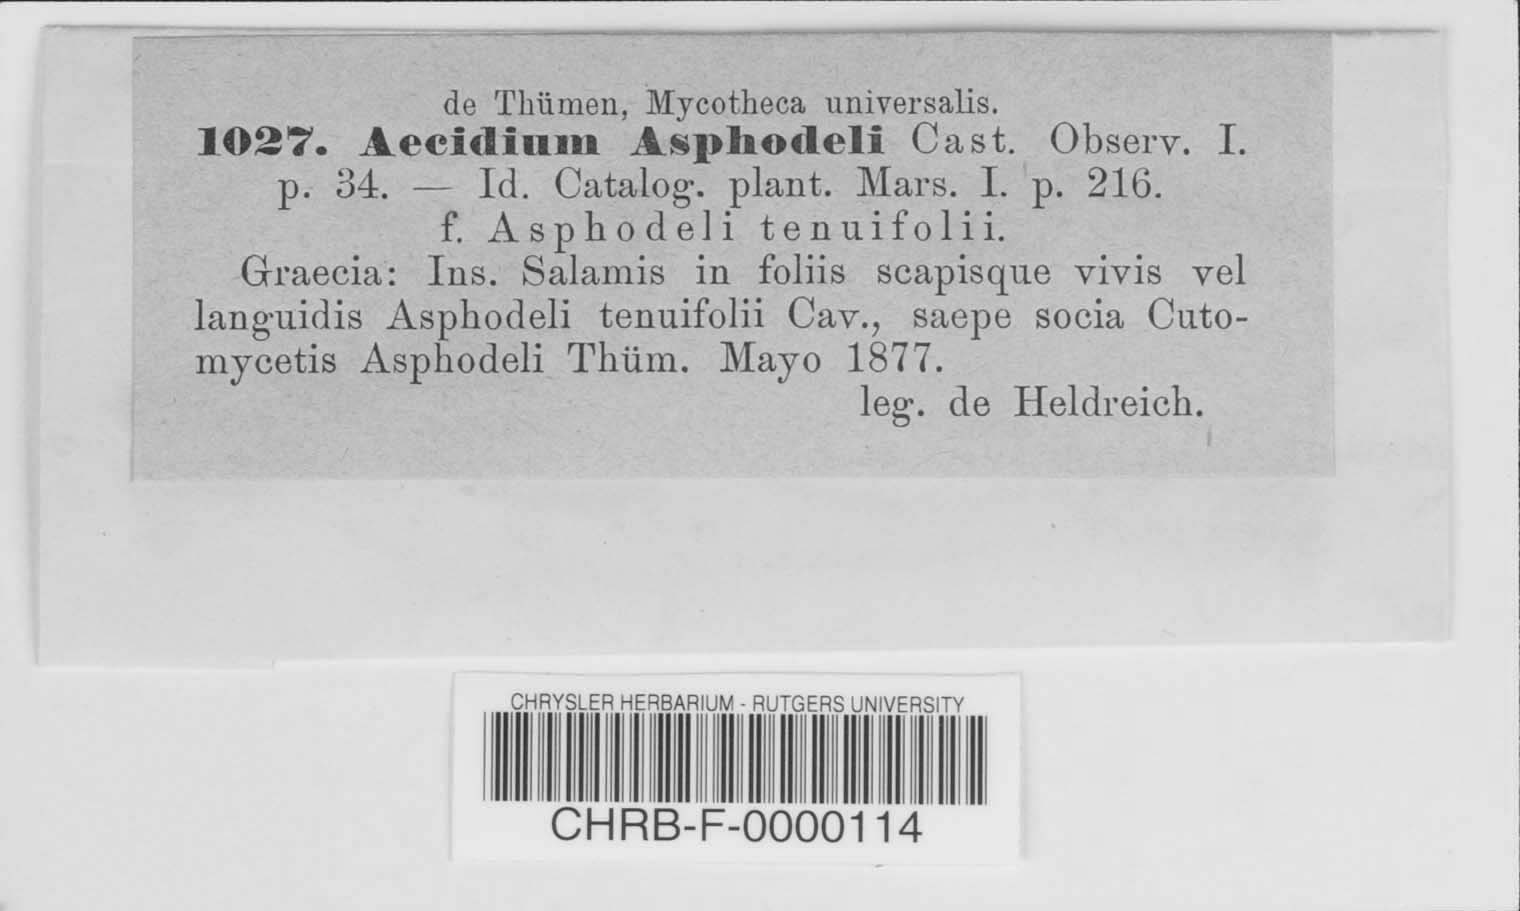 de Thümen, Mycotheca universalis.
1027. Aecidium Asphodeli Cast. Observ. I.
p. 34. — Id. Catalog. plant. Mars. I. p. 216.
f. Asphodeli tenuifolii.
Graecia: Ins. Salamis in foliis scapisque vivis vel
languidis Asphodeli tenuifolii Cav., saepe socia Cuto-
mycetis Asphodeli Thüm. Mayo 1877.
leg. de Heldreich.
CHRYSLER HERBARIUM - RUTGERS UNIVERSITY
CHRB-F-0000114